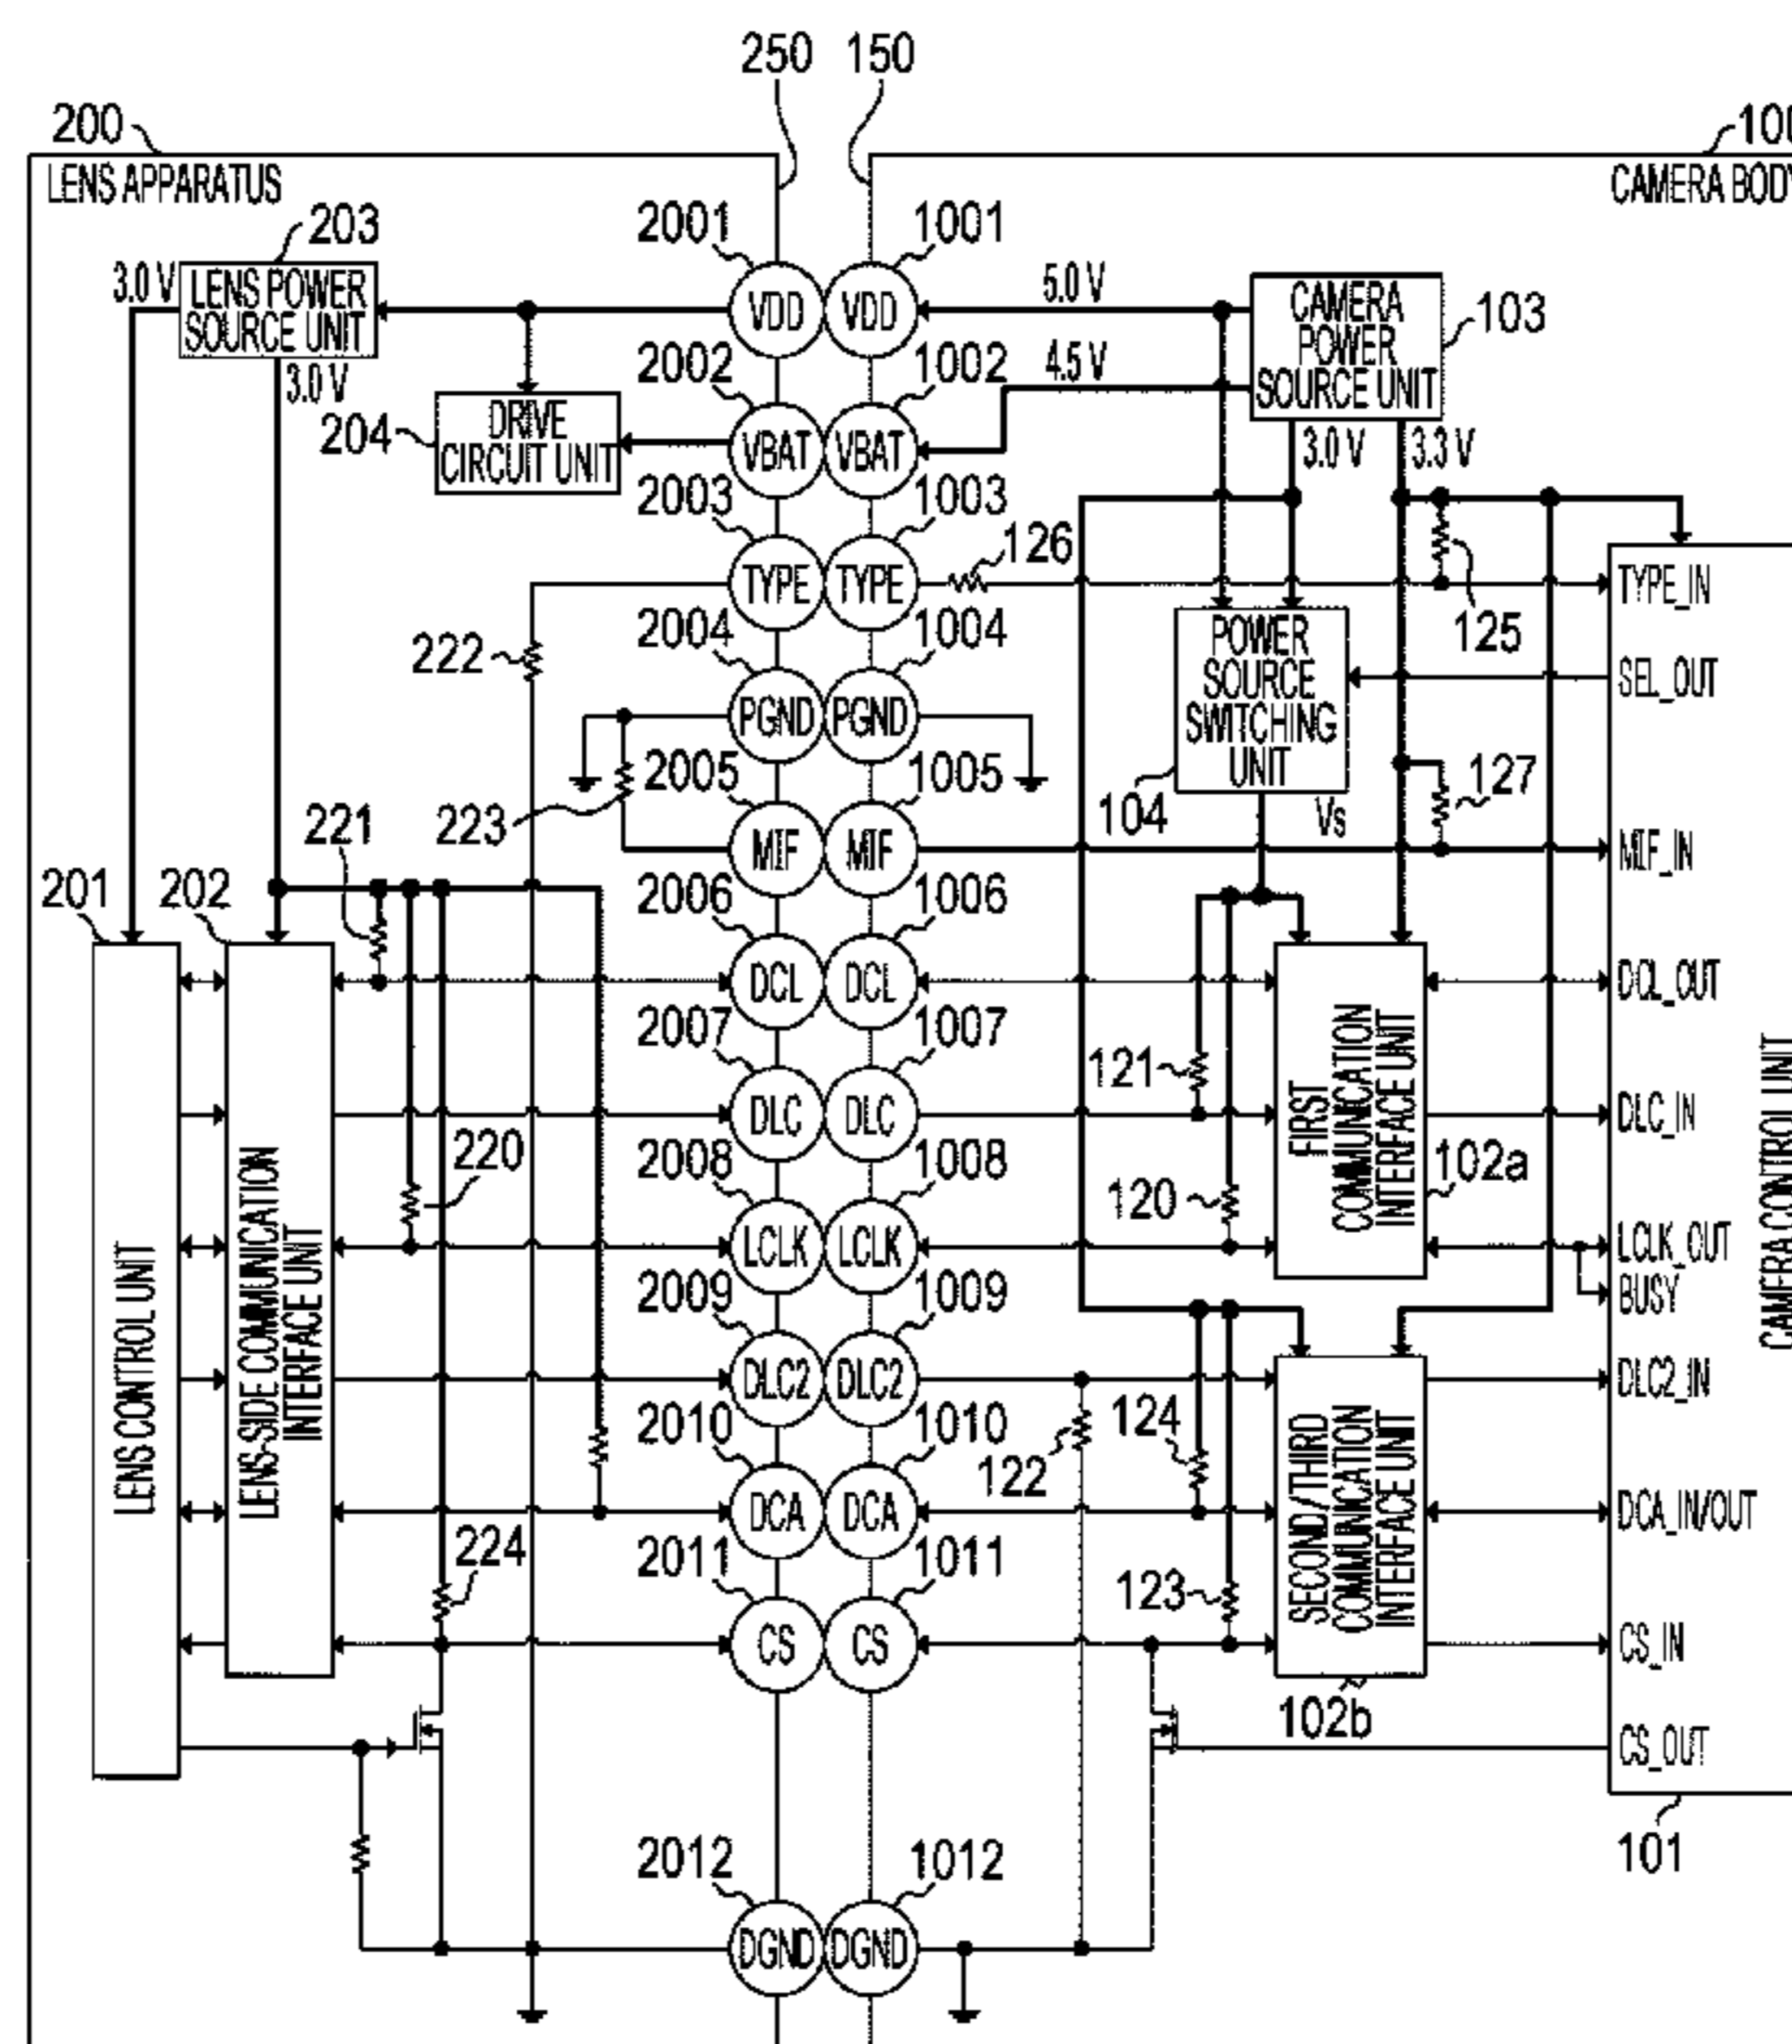 250 150
200 100
LENS APPARATUS
CAMERA BODY
203
2001 1001
3.0 V
LENS POWER
SOURCE UNIT
VDD VDD
5.0 V
CAMERA
POWER
SOURCE UNIT
103
3.0 V
2002 1002
4.5 V
204
DRIVE
CIRCUIT UNIT
VBAT VBAT
3.0 V 3.3 V
2003 1003
126
TYPE TYPE
TYPE_IN
125
222
2004 1004
POWER
SOURCE
SWITCHING
UNIT
SEL_OUT
PGND PGND
104
Vs
127
223
2005 1005
MIF MIF
MIF_IN
221
201 202
2006 1006
DCL DCL
DCL_OUT
2007 1007
121
DLC DLC
DLC_IN
FIRST
COMMUNICATION
INTERFACE UNIT
102a
220
2008 1008
120
LCLK LCLK
LCLK_OUT
BUSY
CAMERA CONTROL UNIT
LENS CONTROL UNIT
LENS-SIDE COMMUNICATION
INTERFACE UNIT
2009 1009
DLC2 DLC2
DLC2_IN
122
124
2010 1010
SECOND/THIRD
COMMUNICATION
INTERFACE UNIT
DCA DCA
DCA_IN/OUT
224
2011 1011
123
CS CS
CS_IN
102b
CS_OUT
101
2012 1012
DGND DGND